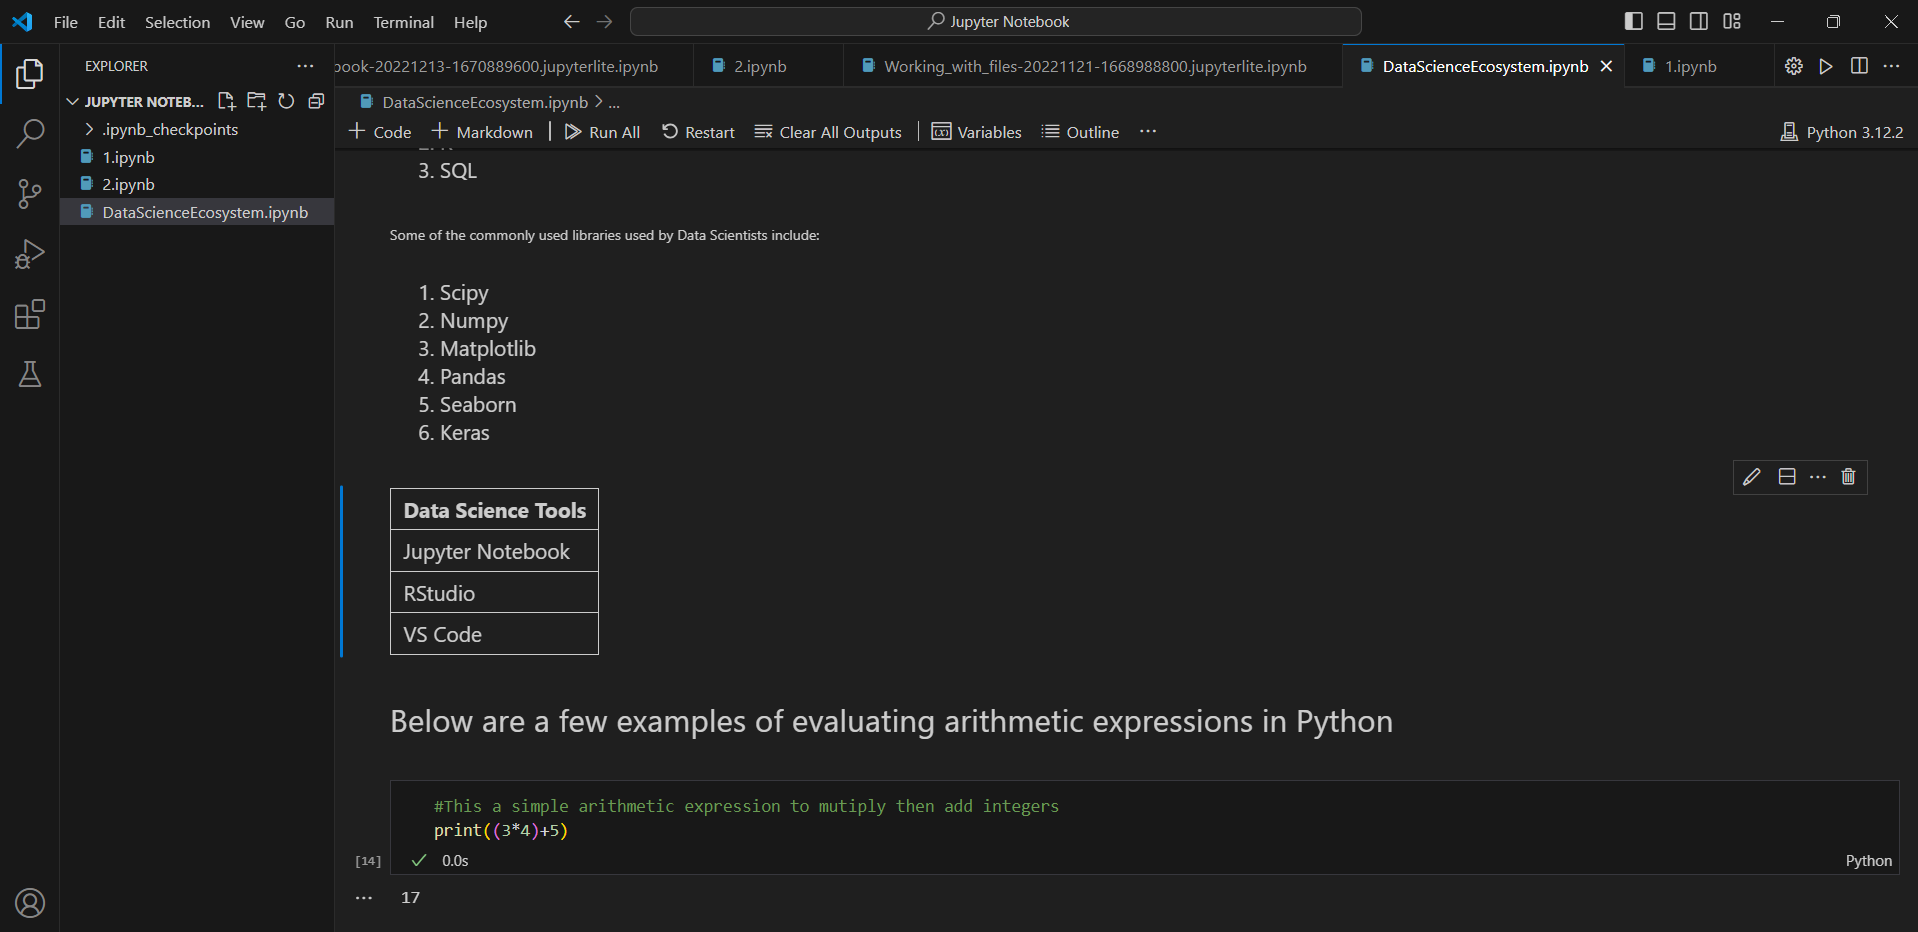 File Edit Selection View Go Run Terminal Help
Jupyter Notebook
EXPLORER
book-20221213-1670889600.jupyterlite.ipynb
2.ipynb
Working_with_files-20221121-1668988800.jupyterlite.ipynb
DataScienceEcosystem.ipynb
1.ipynb
JUPYTER NOTEB...
.ipynb_checkpoints
1.ipynb
2.ipynb
DataScienceEcosystem.ipynb
DataScienceEcosystem.ipynb > ...
+ Code + Markdown | Run All Restart Clear All Outputs | Variables Outline ...
Python 3.12.2
3. SQL
Some of the commonly used libraries used by Data Scientists include:
1. Scipy
2. Numpy
3. Matplotlib
4. Pandas
5. Seaborn
6. Keras
Data Science Tools
Jupyter Notebook
RStudio
VS Code
Below are a few examples of evaluating arithmetic expressions in Python
#This a simple arithmetic expression to mutiply then add integers
print((3*4)+5)
[14]
0.0s
Python
17